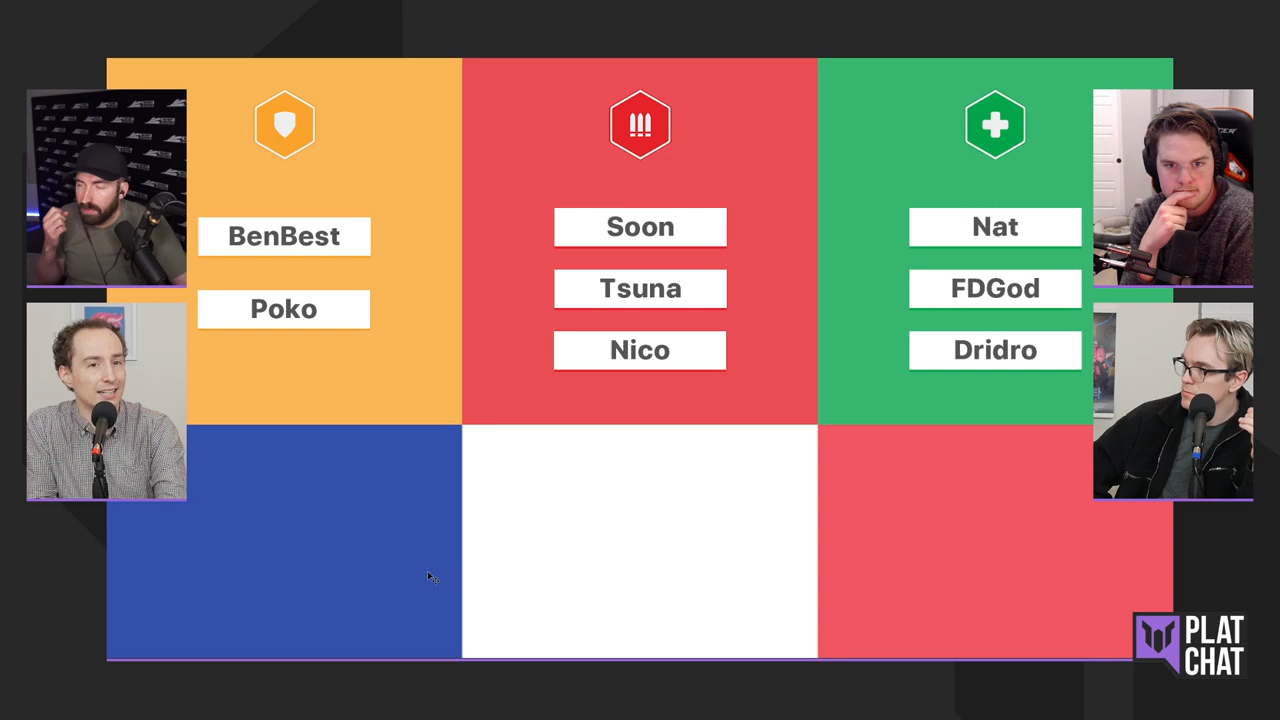 BenBest
Poko
Soon
Tsuna
Nico
Nat
FDGod
Dridro
PLAT
CHAT